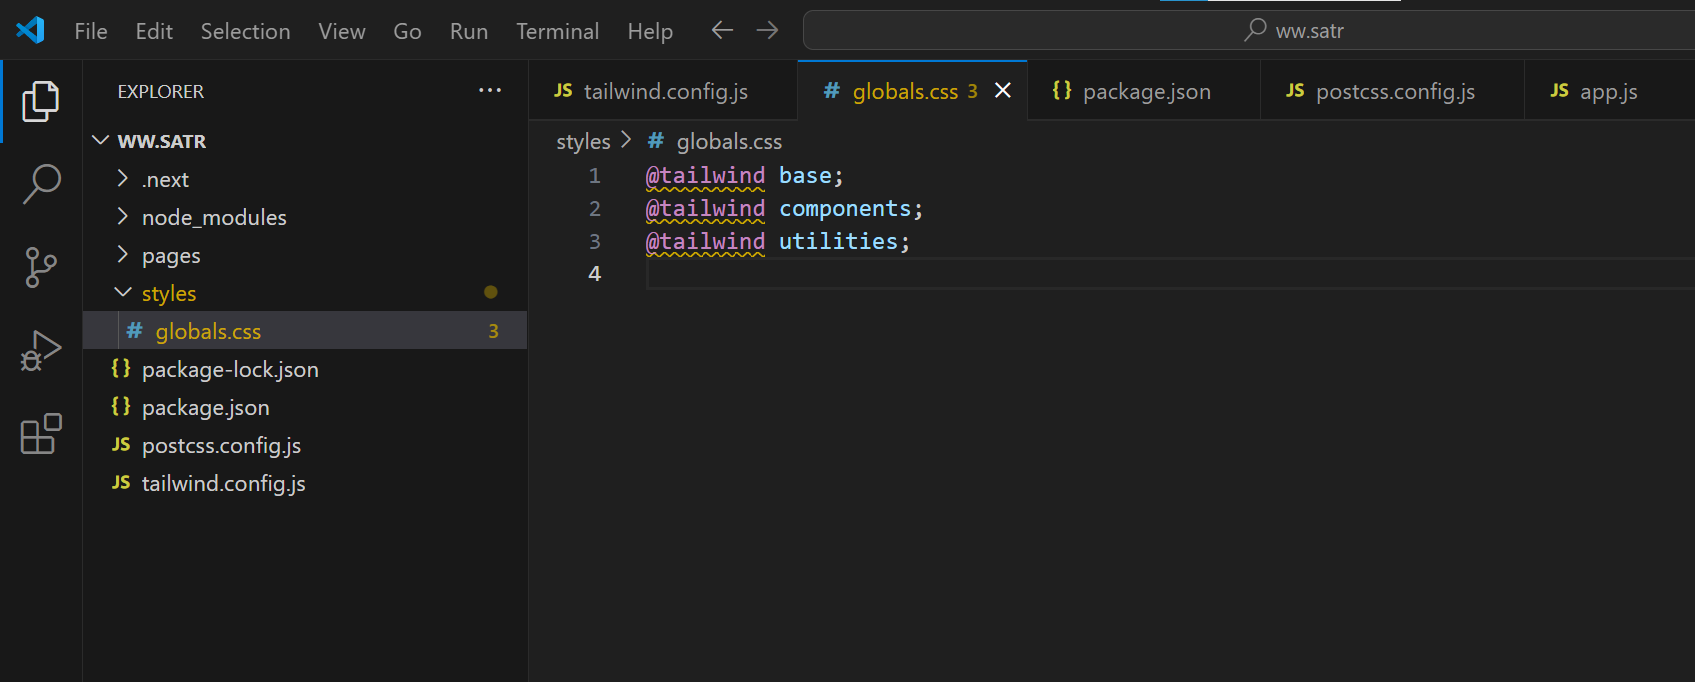 File Edit Selection View Go Run Terminal Help ww.satr
EXPLORER
WW.SATR
.next
node_modules
pages
styles
# globals.css 3
{} package-lock.json
{} package.json
JS postcss.config.js
JS tailwind.config.js
JS tailwind.config.js # globals.css 3 {} package.json JS postcss.config.js JS app.js
styles > # globals.css
1 @tailwind base;
2 @tailwind components;
3 @tailwind utilities;
4